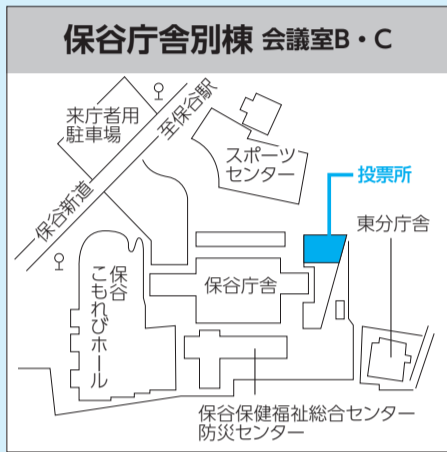 保谷庁舎別棟 会議室B・C
来庁者用
駐車場
至保谷駅
スポーツ
センター
投票所
保谷新道
東分庁舎
保谷
こもれびホール
保谷庁舎
保谷保健福祉総合センター
防災センター